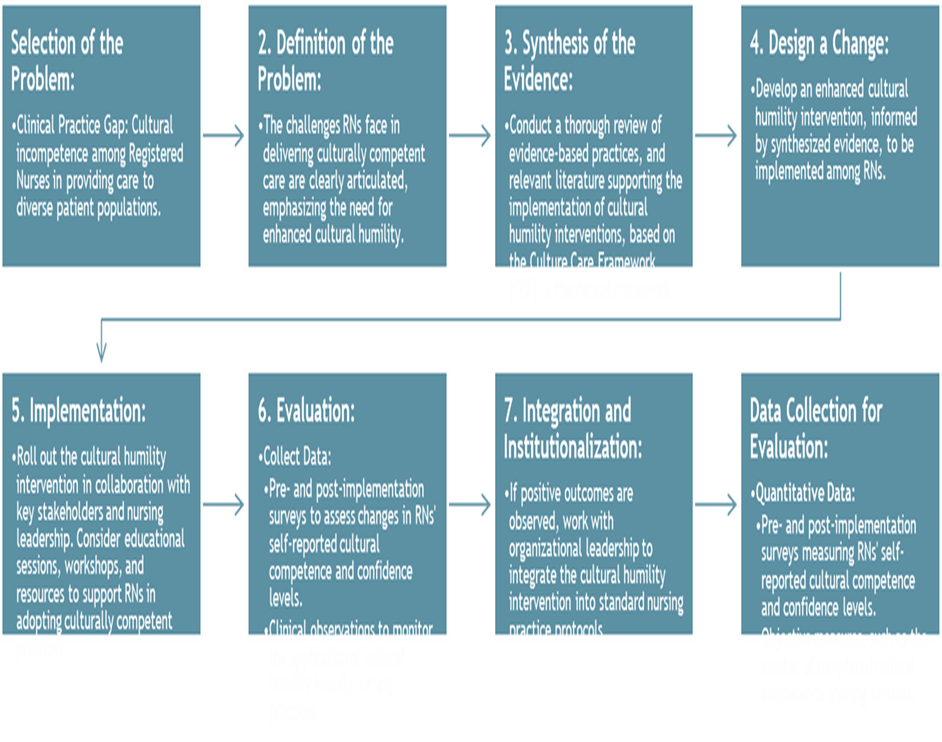 Selection of the
Problem:
•Clinical Practice Gap: Cultural
incompetence among Registered
Nurses in providing care to
diverse patient populations.
2. Definition of the
Problem:
•The challenges RNs face in
delivering culturally competent
care are clearly articulated,
emphasizing the need for
enhanced cultural humility.
3. Synthesis of the
Evidence:
•Conduct a thorough review of
evidence-based practices, and
relevant literature supporting the
implementation of cultural
humility interventions, based on
the Culture Care Framework
4. Design a Change:
•Develop an enhanced cultural
humility intervention, informed
by synthesized evidence, to be
implemented among RNs.
5. Implementation:
•Roll out the cultural humility
intervention in collaboration with
key stakeholders and nursing
leadership. Consider educational
sessions, workshops, and
resources to support RNs in
adopting culturally competent
6. Evaluation:
•Collect Data:
•Pre- and post-implementation
surveys to assess changes in RNs'
self-reported cultural
competence and confidence
levels.
•Clinical observations to monitor
7. Integration and
Institutionalization:
•If positive outcomes are
observed, work with
organizational leadership to
integrate the cultural humility
intervention into standard nursing
practice protocols
Data Collection for
Evaluation:
•Quantitative Data:
•Pre- and post-implementation
surveys measuring RNs' self-
reported cultural competence
and confidence levels.
•Objective measures, such as the